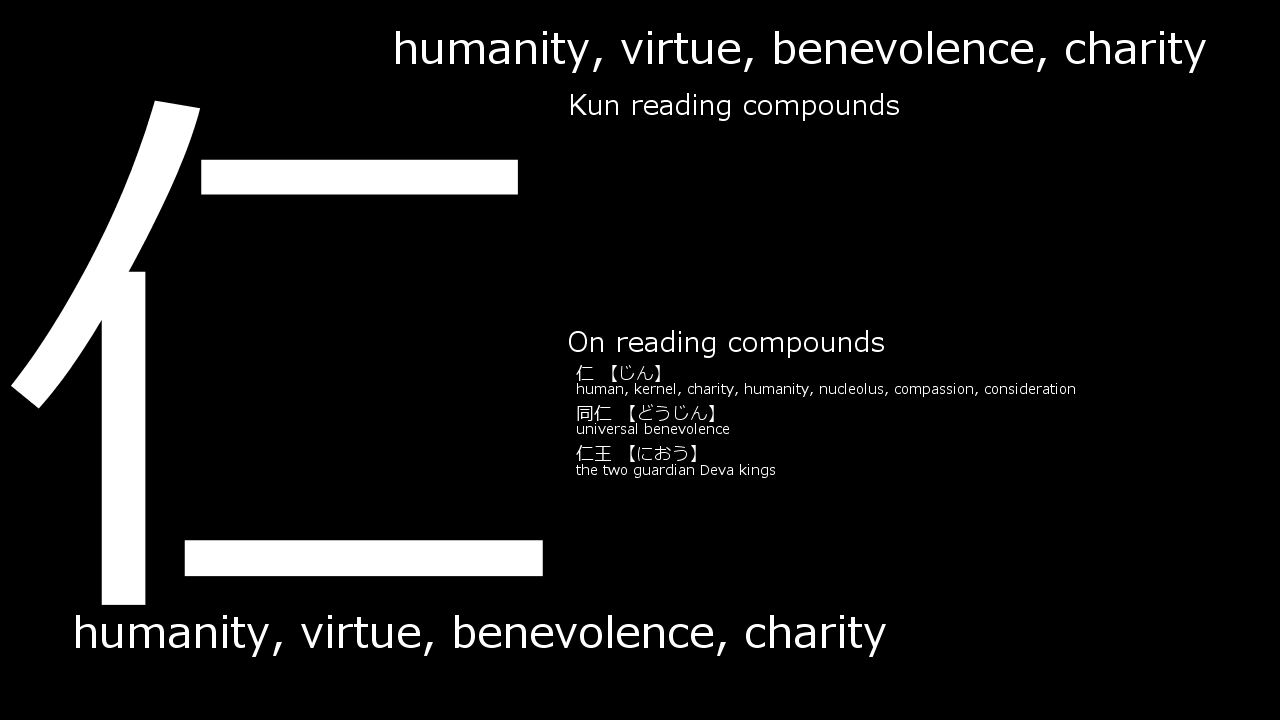 humanity, virtue, benevolence, charity
仁
Kun reading compounds
On reading compounds
仁 【じん】
human, kernel, charity, humanity, nucleolus, compassion, consideration
同仁 【どうじん】
universal benevolence
仁王 【におう】
the two guardian Deva kings
humanity, virtue, benevolence, charity